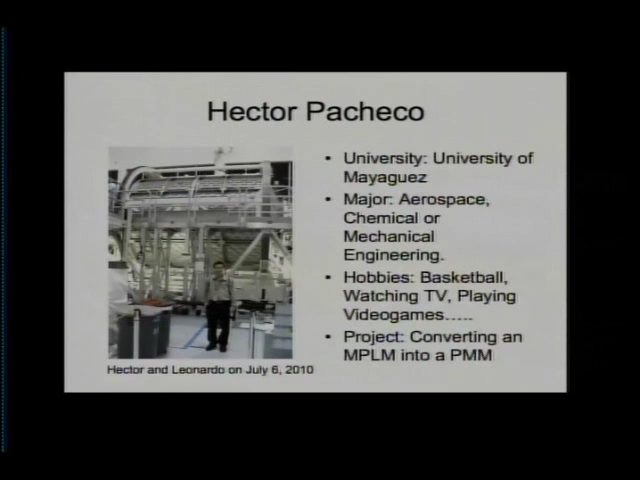 Hector Pacheco
• University: University of
Mayaguez
• Major: Aerospace,
Chemical or
Mechanical
Engineering.
• Hobbies: Basketball,
Watching TV, Playing
Videogames…..
• Project: Converting an
MPLM into a PMM
Hector and Leonardo on July 6, 2010